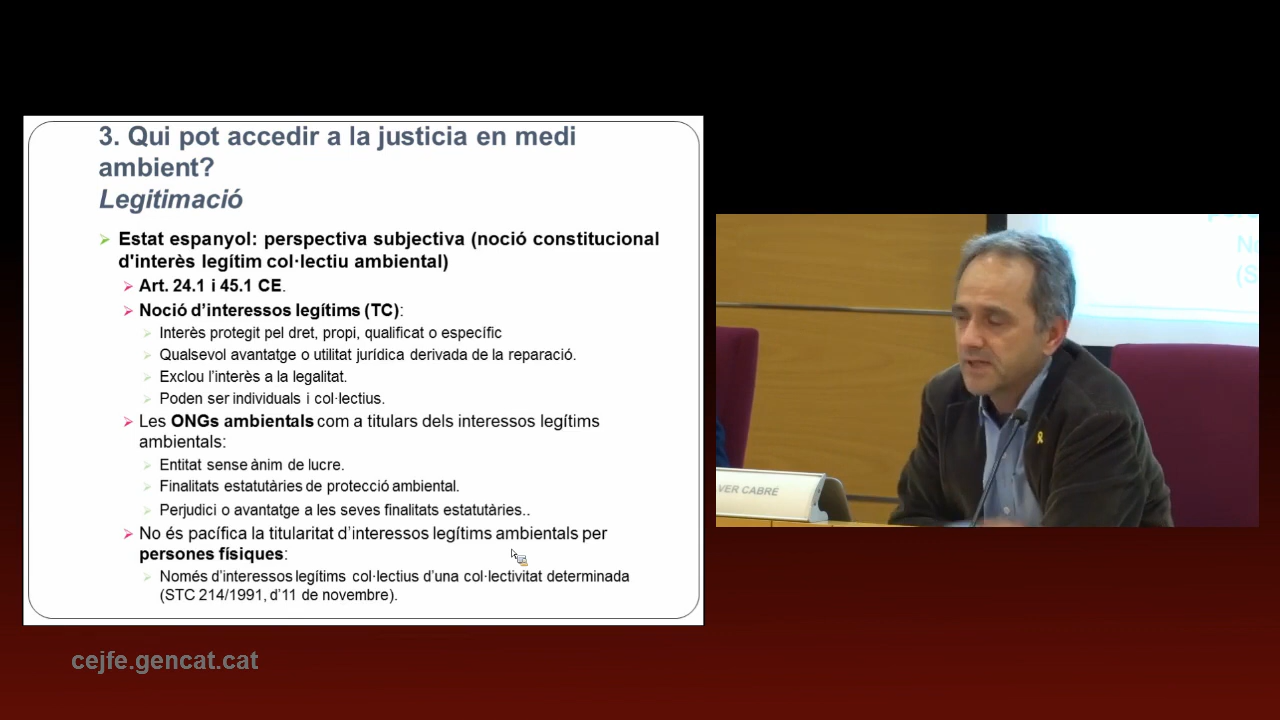 3. Qui pot accedir a la justicia en medi
ambient?
Legitimació
Estat espanyol: perspectiva subjectiva (noció constitucional
d'interès legítim col·lectiu ambiental)
Art. 24.1 i 45.1 CE.
Noció d’interessos legítims (TC):
Interès protegit pel dret, propi, qualificat o específic
Qualsevol avantatge o utilitat jurídica derivada de la reparació.
Exclou l’interès a la legalitat.
Poden ser individuals i col·lectius.
Les ONGs ambientals com a titulars dels interessos legítims
ambientals:
Entitat sense ànim de lucre.
Finalitats estatutàries de protecció ambiental.
Perjudici o avantatge a les seves finalitats estatutàries..
No és pacífica la titularitat d’interessos legítims ambientals per
persones físiques:
Només d’interessos legítims col·lectius d’una col·lectivitat determinada
(STC 214/1991, d’11 de novembre).
VER CABRÉ
cejfe.gencat.cat